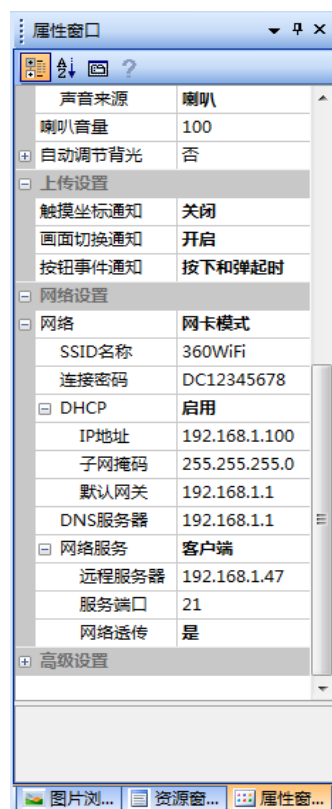 属性窗口
声音来源 喇叭
喇叭音量 100
自动调节背光 否
上传设置
触摸坐标通知 关闭
画面切换通知 开启
按钮事件通知 按下和弹起时
网络设置
网络 网卡模式
SSID名称 360WiFi
连接密码 DC12345678
DHCP 启用
IP地址 192.168.1.100
子网掩码 255.255.255.0
默认网关 192.168.1.1
DNS服务器 192.168.1.1
网络服务 客户端
远程服务器 192.168.1.47
服务端口 21
网络透传 是
高级设置
图片浏... 资源窗... 属性窗...